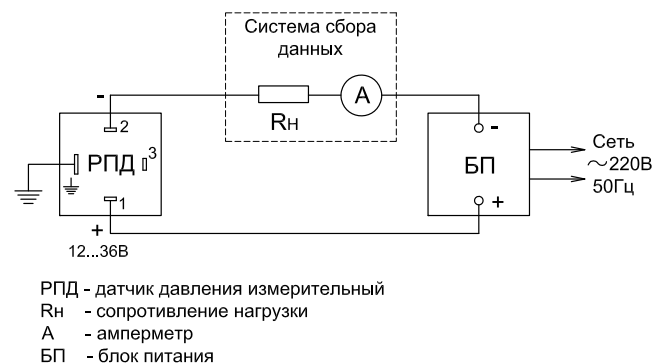 Система сбора
данных
Rн
A
-
2
РПД
3
1
+
12...36В
-
БП
+
Сеть
~220В
50Гц
РПД - датчик давления измерительный
Rн - сопротивление нагрузки
А - амперметр
БП - блок питания